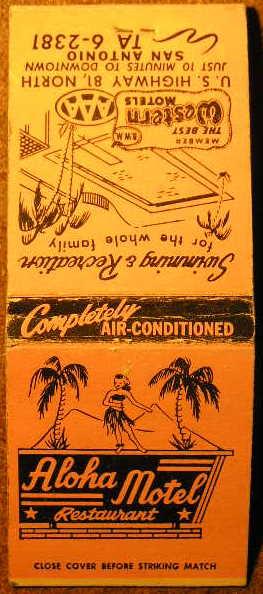 U. S. HIGHWAY 81, NORTH
JUST 10 MINUTES TO DOWNTOWN
SAN ANTONIO
TA 6-2381
AAA
MEMBER
THE BEST
Western
MOTELS
B.W.M.
Swimming & Recreation
for the whole family
Completely
AIR-CONDITIONED
Aloha Motel
Restaurant
CLOSE COVER BEFORE STRIKING MATCH